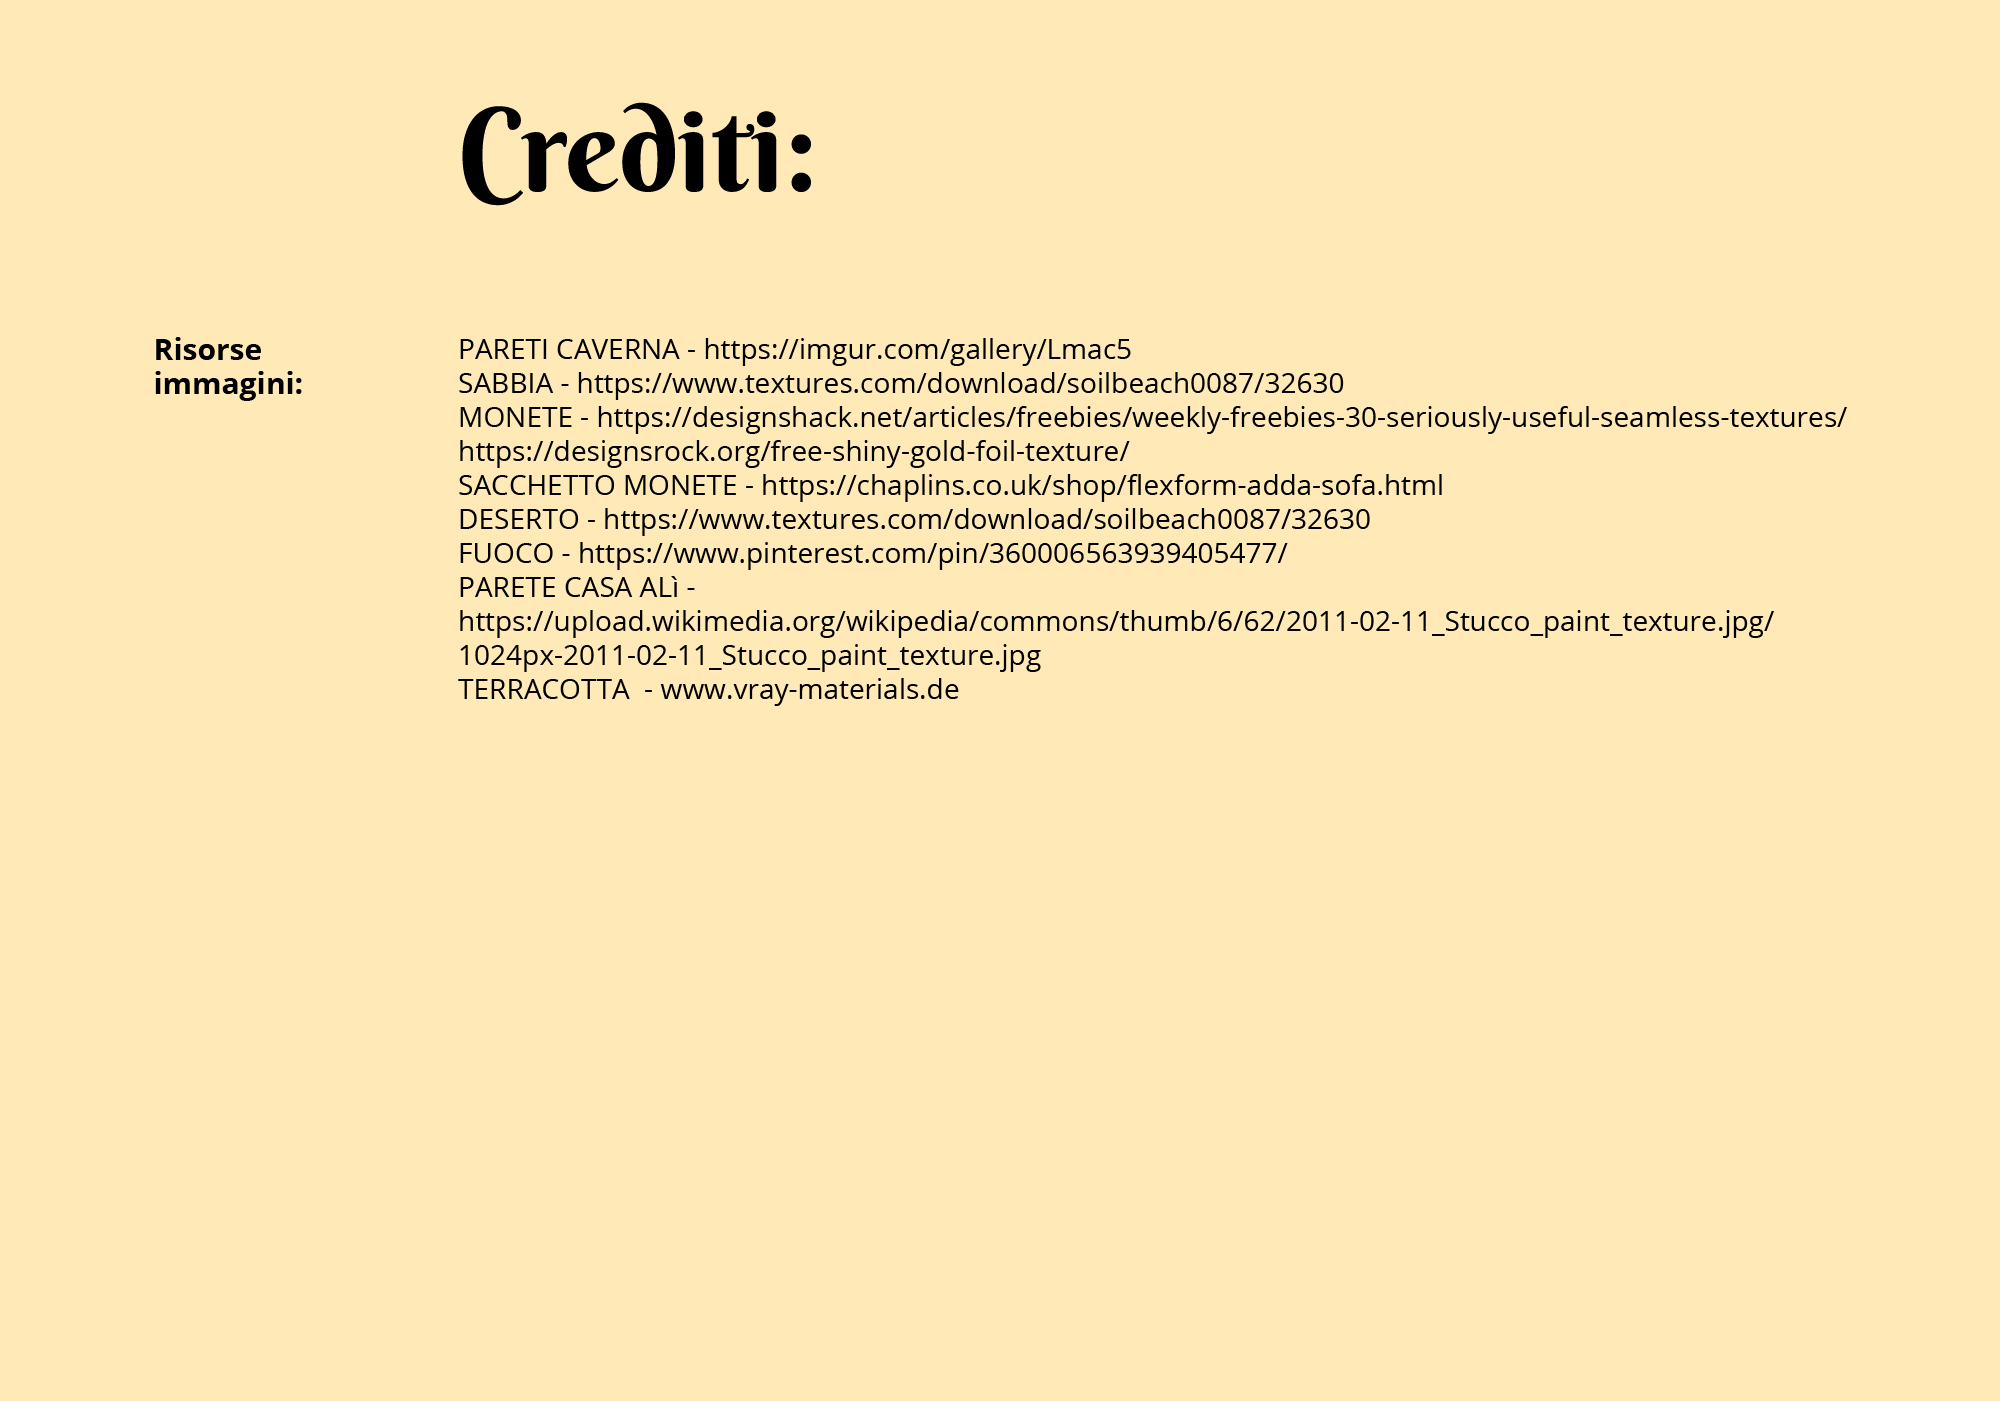 Crediti:
Risorse
immagini:
PARETI CAVERNA - https://imgur.com/gallery/Lmac5
SABBIA - https://www.textures.com/download/soilbeach0087/32630
MONETE - https://designshack.net/articles/freebies/weekly-freebies-30-seriously-useful-seamless-textures/
https://designsrock.org/free-shiny-gold-foil-texture/
SACCHETTO MONETE - https://chaplins.co.uk/shop/flexform-adda-sofa.html
DESERTO - https://www.textures.com/download/soilbeach0087/32630
FUOCO - https://www.pinterest.com/pin/360006563939405477/
PARETE CASA ALì -
https://upload.wikimedia.org/wikipedia/commons/thumb/6/62/2011-02-11_Stucco_paint_texture.jpg/
1024px-2011-02-11_Stucco_paint_texture.jpg
TERRACOTTA  - www.vray-materials.de